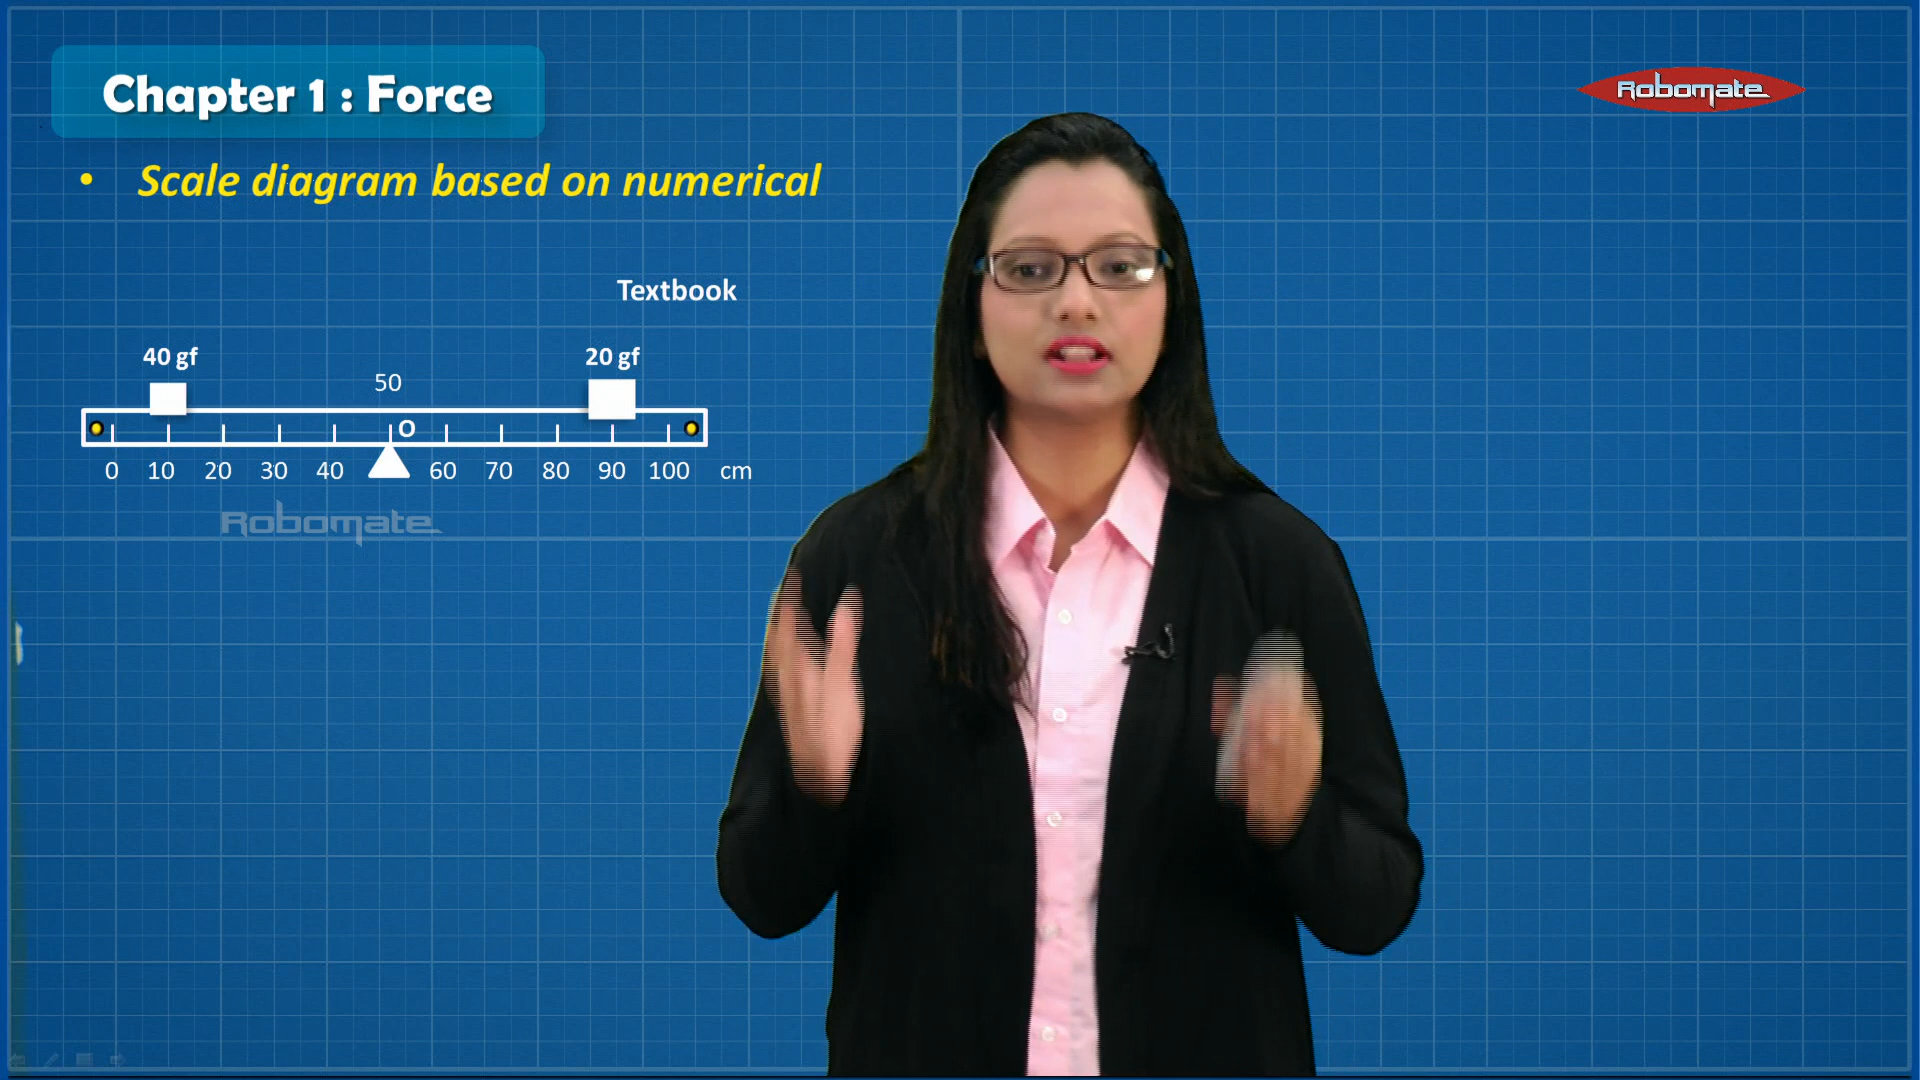 Chapter 1 : Force
Robomate
• Scale diagram based on numerical
Textbook
40 gf 20 gf
50
O
0 10 20 30 40 60 70 80 90 100 cm
Robomate